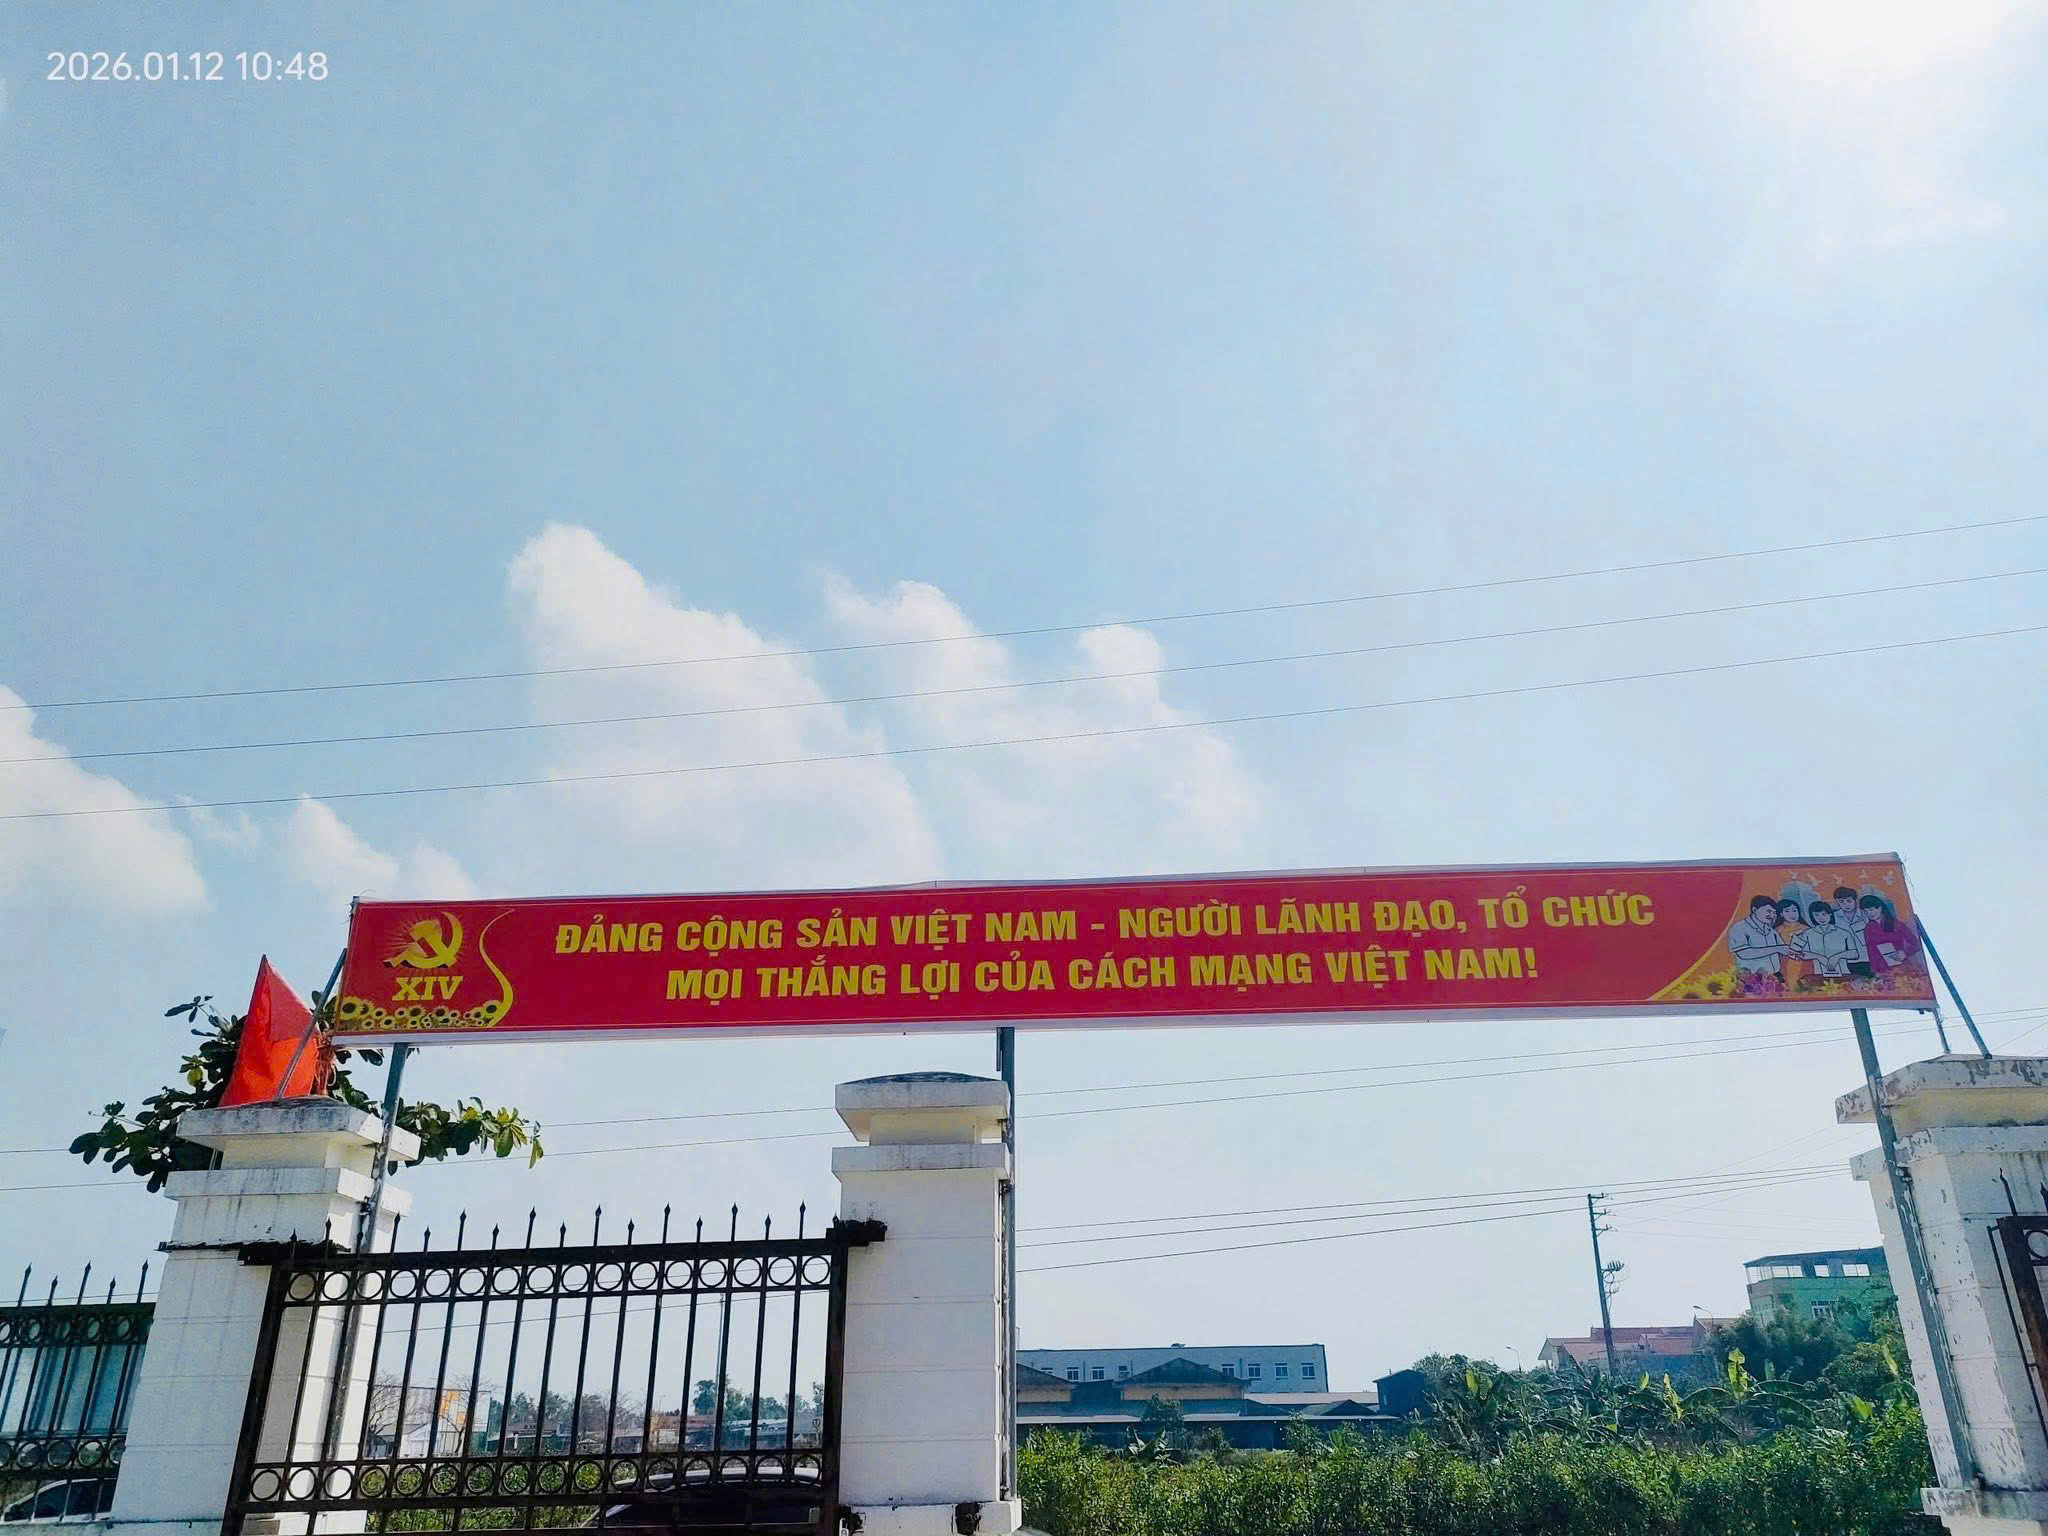 2026.01.12 10:48
ĐẢNG CỘNG SẢN VIỆT NAM - NGƯỜI LÃNH ĐẠO, TỔ CHỨC
MỌI THẮNG LỢI CỦA CÁCH MẠNG VIỆT NAM!
XIV